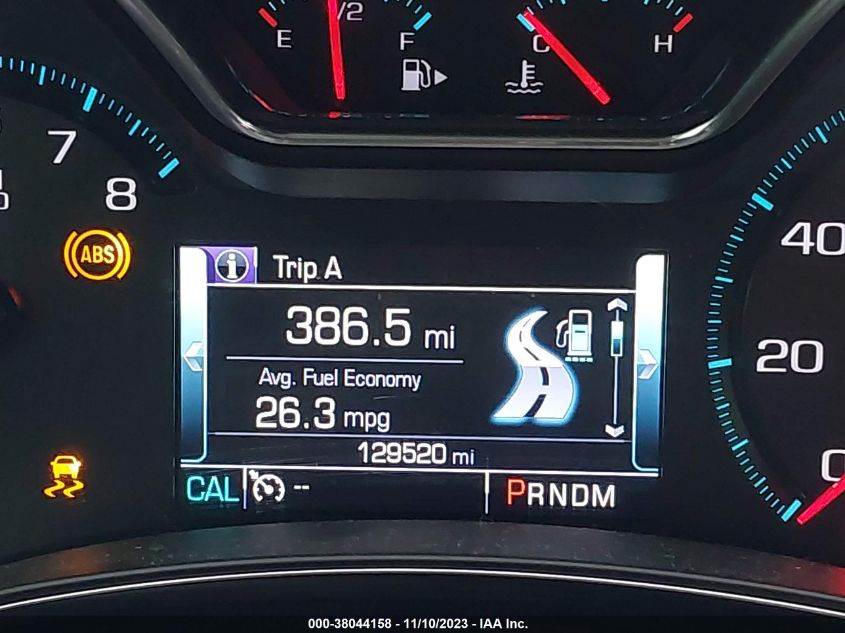 E 1/2 F
C H
7
8
40
20
0
ABS
i Trip A
386.5 mi
Avg. Fuel Economy
26.3 mpg
129520 mi
CAL -- PRNDM
000-38044158 - 11/10/2023 - IAA Inc.